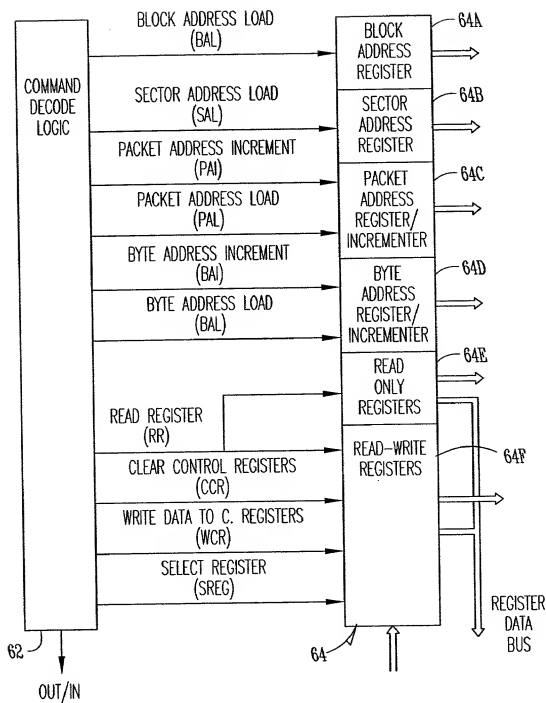 COMMAND
DECODE
LOGIC
62
OUT/IN
BLOCK ADDRESS LOAD
(BAL)
SECTOR ADDRESS LOAD
(SAL)
PACKET ADDRESS INCREMENT
(PAI)
PACKET ADDRESS LOAD
(PAL)
BYTE ADDRESS INCREMENT
(BAI)
BYTE ADDRESS LOAD
(BAL)
READ REGISTER
(RR)
CLEAR CONTROL REGISTERS
(CCR)
WRITE DATA TO C. REGISTERS
(WCR)
SELECT REGISTER
(SREG)
BLOCK
ADDRESS
REGISTER
64A
SECTOR
ADDRESS
REGISTER
64B
PACKET
ADDRESS
REGISTER/
INCREMENTER
64C
BYTE
ADDRESS
REGISTER/
INCREMENTER
64D
READ
ONLY
REGISTERS
64E
READ-WRITE
REGISTERS
64F
64
REGISTER
DATA
BUS